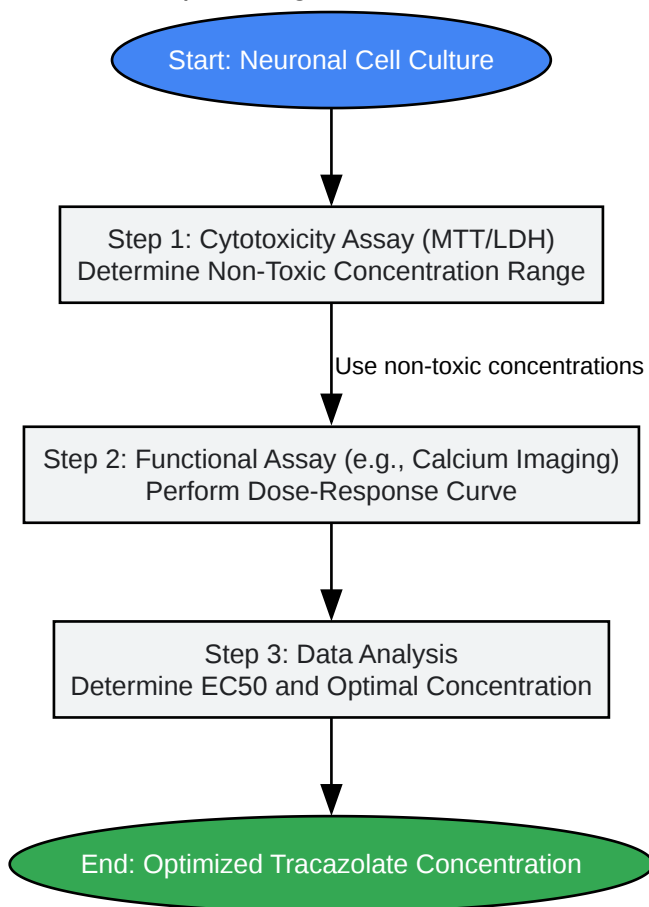 Start: Neuronal Cell Culture
Step 1: Cytotoxicity Assay (MTT/LDH)
Determine Non-Toxic Concentration Range
Use non-toxic concentrations
Step 2: Functional Assay (e.g., Calcium Imaging)
Perform Dose-Response Curve
Step 3: Data Analysis
Determine EC50 and Optimal Concentration
End: Optimized Tracazolate Concentration